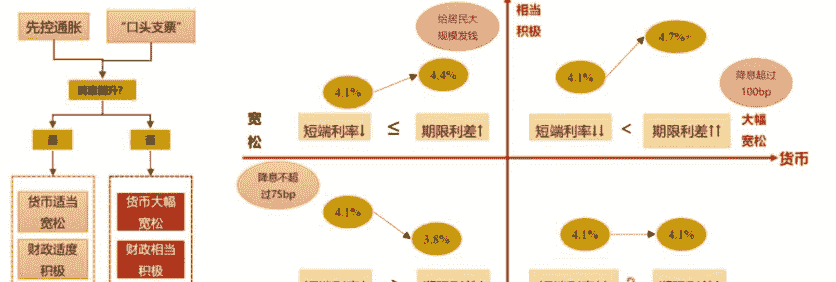 先控通胀
“口头支票”
是
否
货币适当
宽松
货币大幅
宽松
财政适度
积极
财政相当
积极
给居民大
规模发钱
相当
积极
4.1%
4.4%
4.1%
4.7%+
降息超过
100bp
宽
松
短端利率↓
≤
期限利差↑
短端利率↓↓
<
期限利差↑↑
大幅
宽松
货币
降息不超
过75bp
4.1%
3.8%
4.1%
4.1%